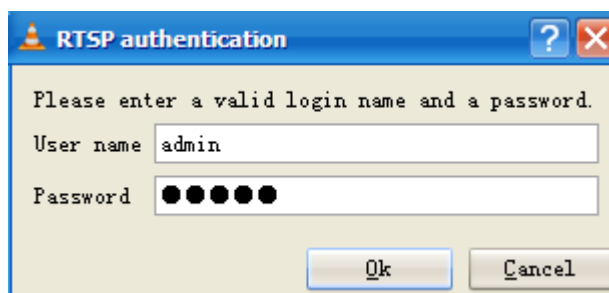 RTSP authentication
Please enter a valid login name and a password.
User name admin
Password ●●●●●
Ok Cancel